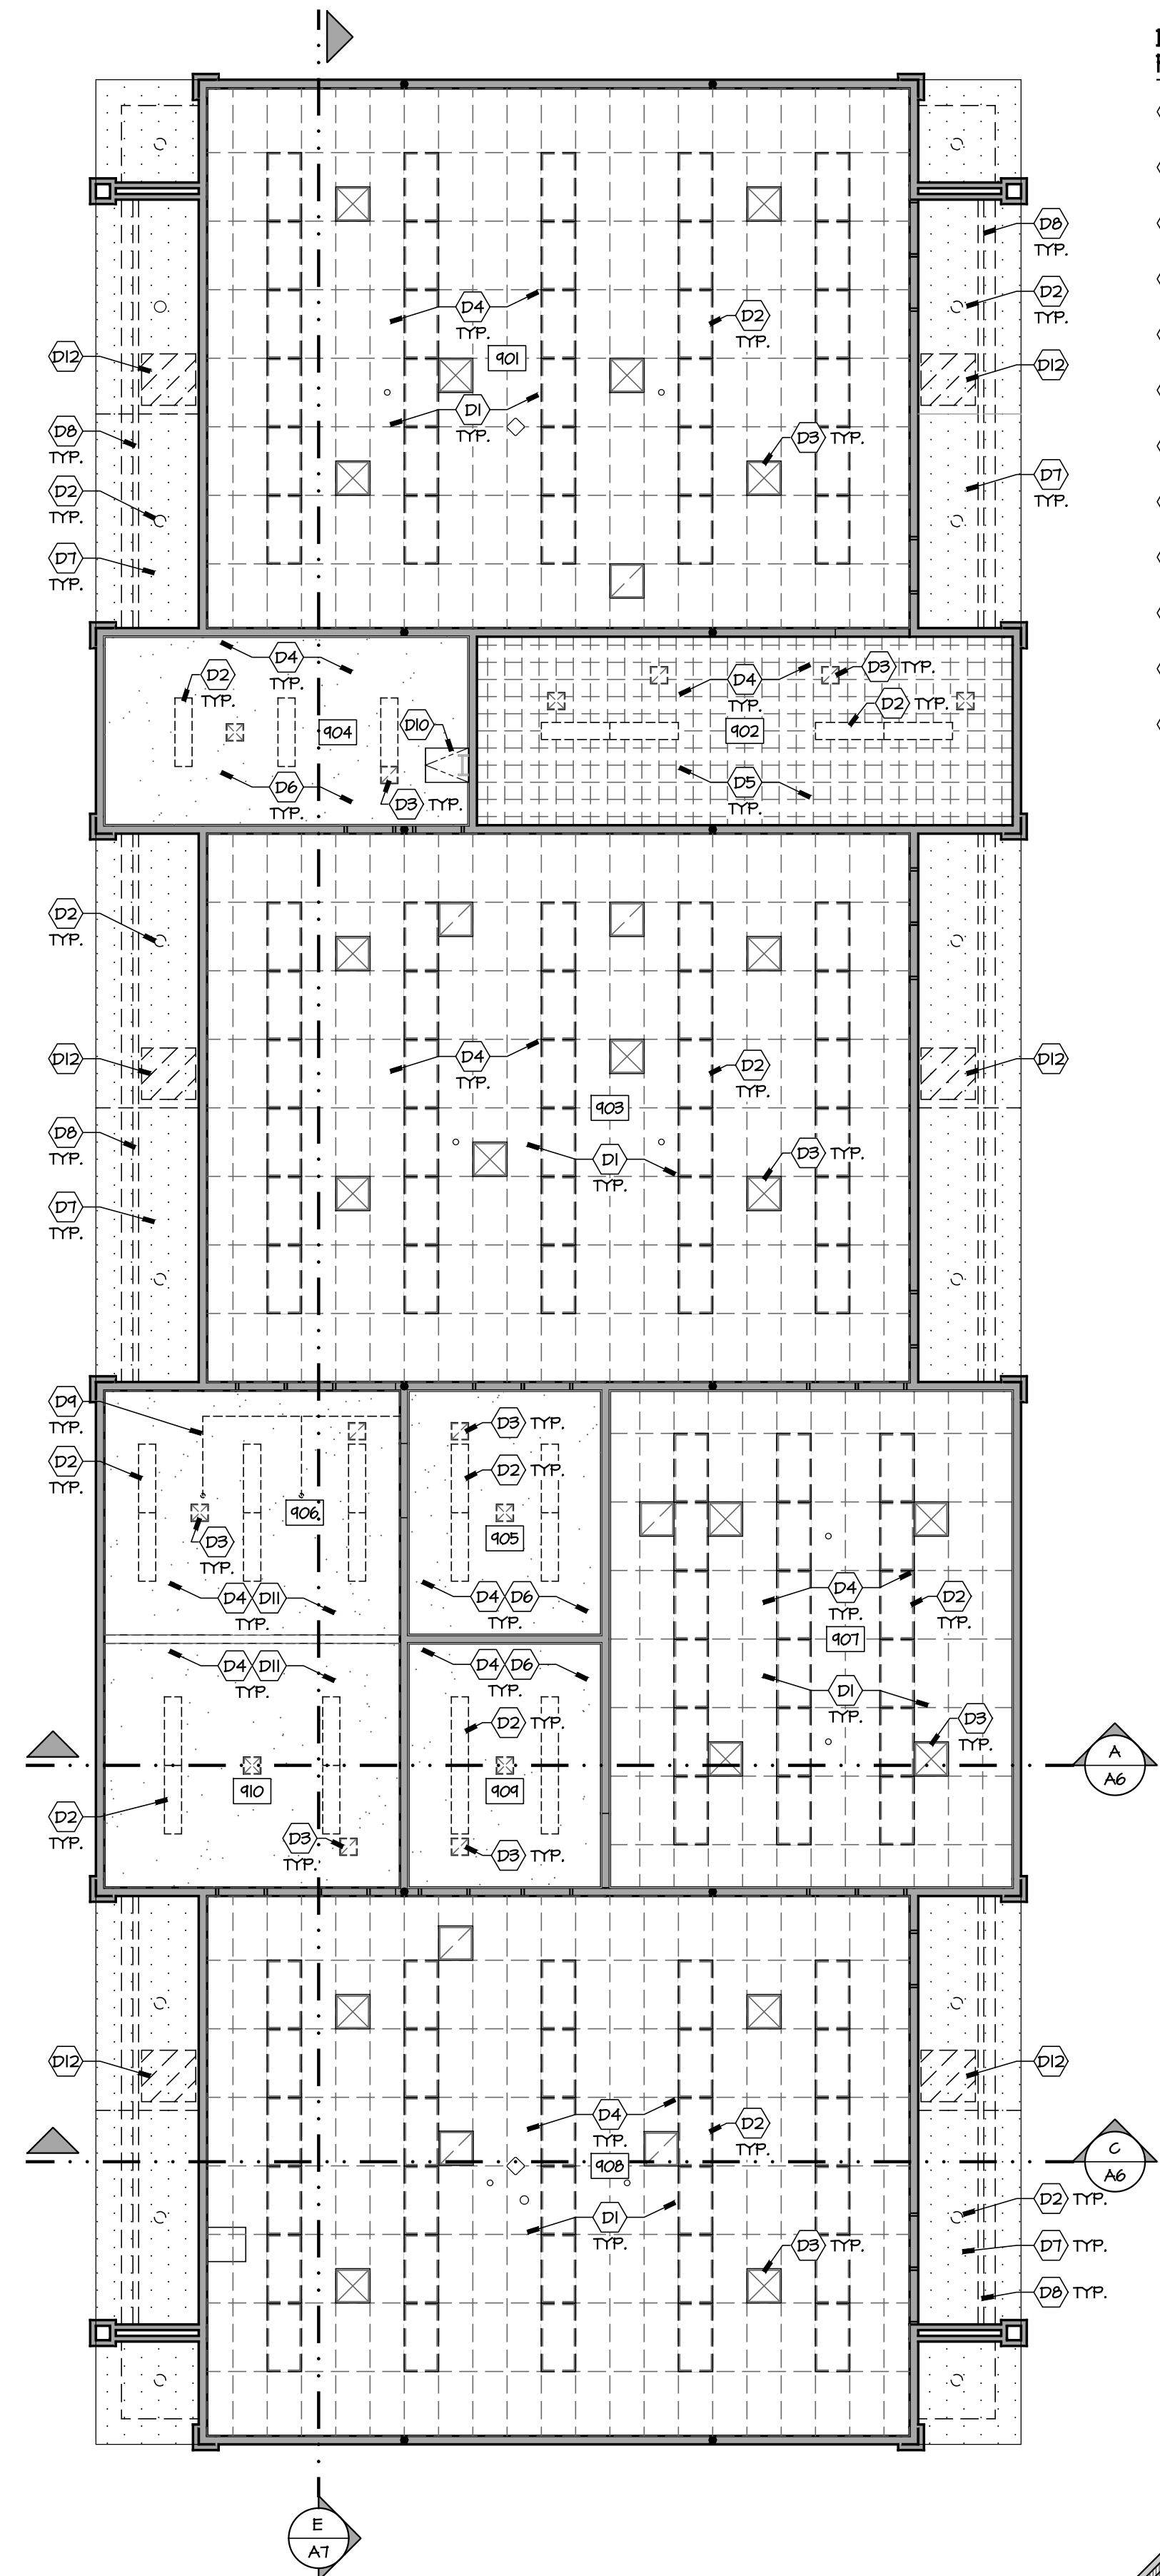 D8
TYP.
D4
TYP.
D2
TYP.
D2
TYP.
D12
901
D12
D1
TYP.
D8
TYP.
D3 TYP.
D2
TYP.
D7
TYP.
D7
TYP.
D4
TYP.
D2
TYP.
D3 TYP.
D4
TYP.
D2 TYP.
904
D10
902
D6
TYP.
D3 TYP.
D5
TYP.
D2
TYP.
D4
TYP.
D2
TYP.
D12
D12
903
D8
TYP.
D1
TYP.
D3 TYP.
D7
TYP.
D9
TYP.
D3 TYP.
D2
TYP.
D2 TYP.
906
905
D3
TYP.
D4 D11
TYP.
D4 D6
TYP.
D4
TYP.
D2
TYP.
907
D4 D11
TYP.
D4 D6
TYP.
D1
TYP.
D2 TYP.
D3
TYP.
A
A6
910
909
D2
TYP.
D3
TYP.
D3 TYP.
D12
D12
D4
TYP.
D2
TYP.
C
A6
908
D2 TYP.
D1
TYP.
D3 TYP.
D7 TYP.
D8 TYP.
E
A7